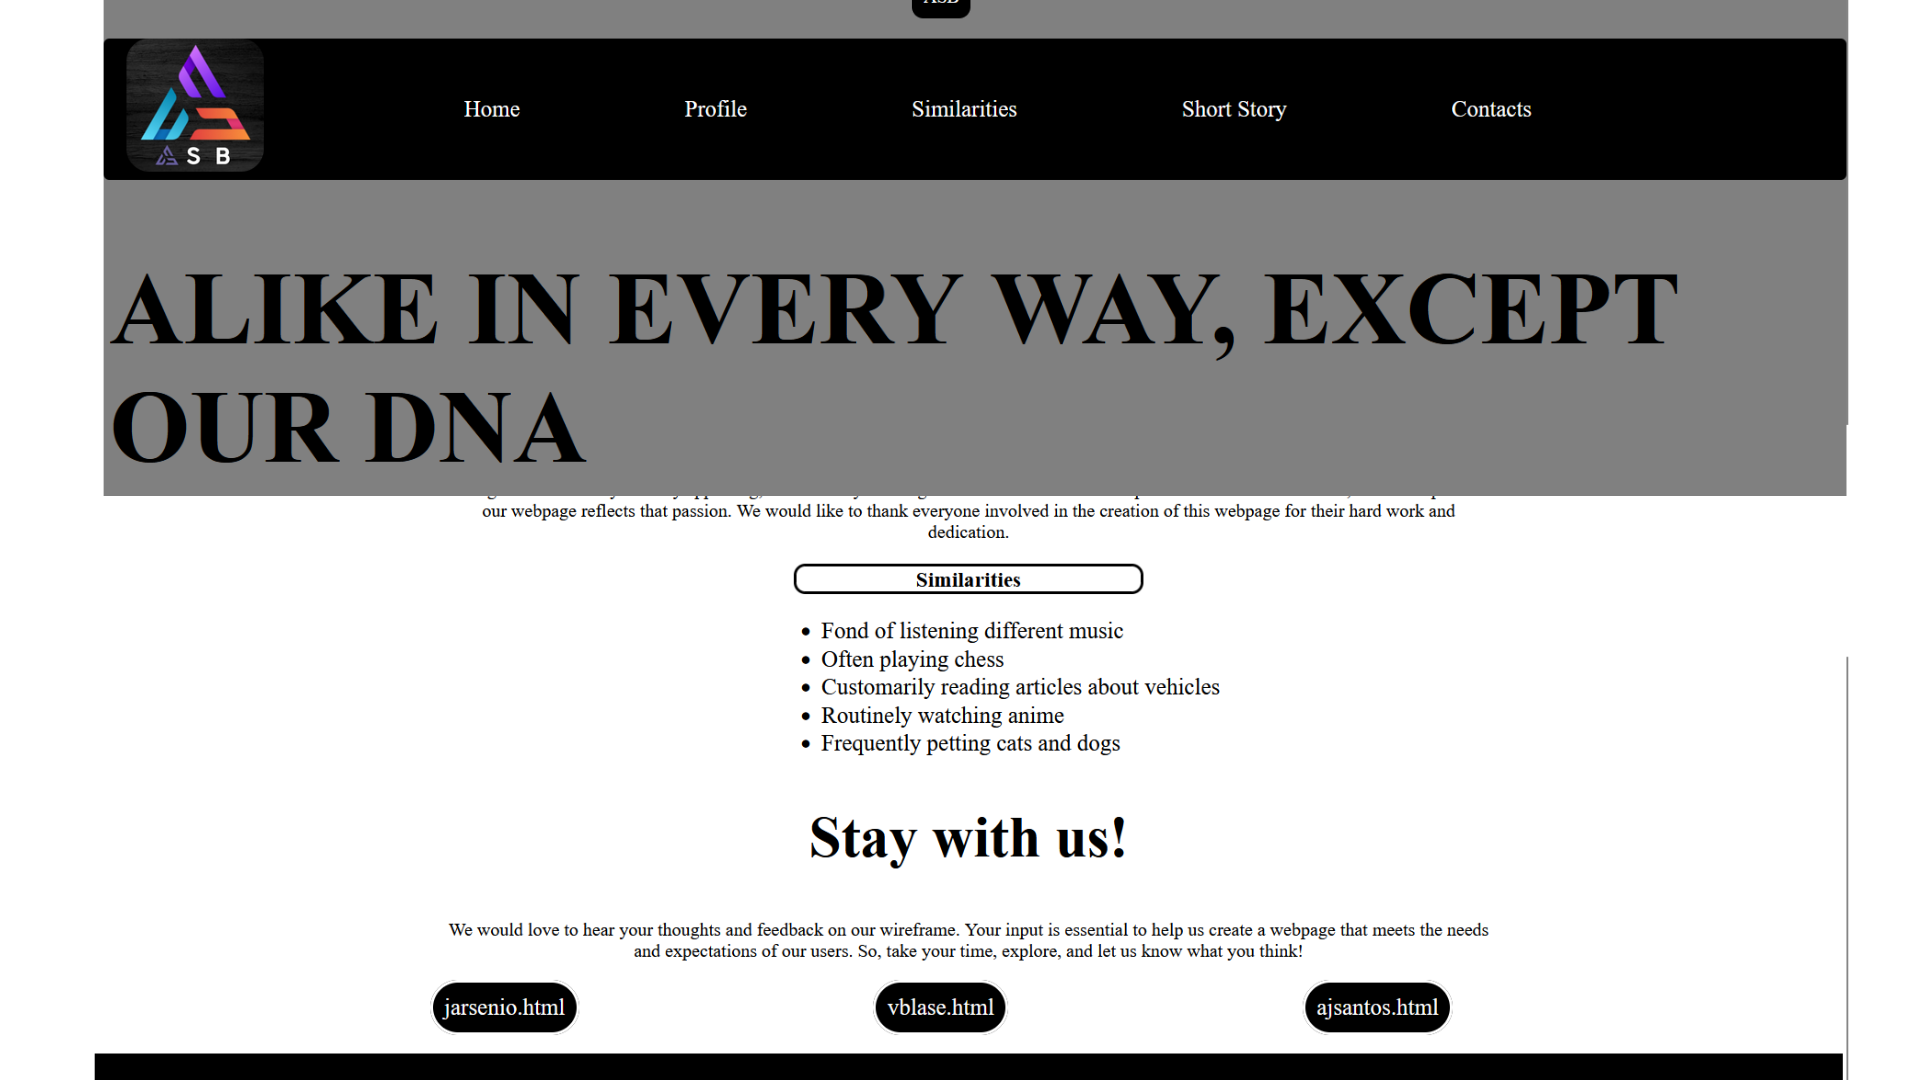 ASB
S B
Home
Profile
Similarities
Short Story
Contacts
ALIKE IN EVERY WAY, EXCEPT
OUR DNA
our webpage reflects that passion. We would like to thank everyone involved in the creation of this webpage for their hard work and
dedication.
Similarities
• Fond of listening different music
• Often playing chess
• Customarily reading articles about vehicles
• Routinely watching anime
• Frequently petting cats and dogs
Stay with us!
We would love to hear your thoughts and feedback on our wireframe. Your input is essential to help us create a webpage that meets the needs
and expectations of our users. So, take your time, explore, and let us know what you think!
jarsenio.html
vblase.html
ajsantos.html